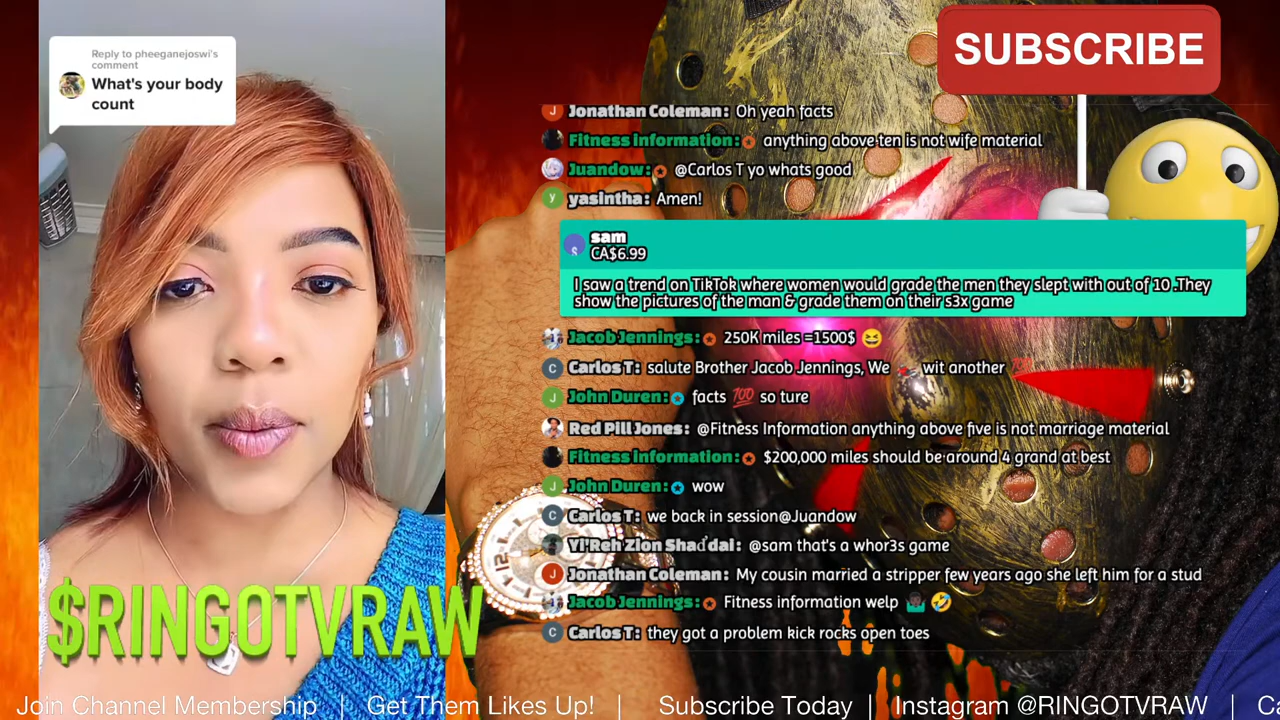 Reply to pheeganejoswi's
comment
What's your body
count
SUBSCRIBE
Jonathan Coleman: Oh yeah facts
Fitness information: anything above ten is not wife material
Juandow: @Carlos T yo whats good
yasintha: Amen!
sam
CA$6.99
I saw a trend on TikTok where women would grade the men they slept with out of 10 .They
show the pictures of the man & grade them on their s3x game
Jacob Jennings: 250K miles =1500$ 😆
Carlos T: salute Brother Jacob Jennings, We wit another 💯
John Duren: facts 💯 so ture
Red Pill Jones: @Fitness Information anything above five is not marriage material
Fitness information: $200,000 miles should be around 4 grand at best
John Duren: wow
Carlos T: we back in session@Juandow
Yl'Reh Zion Shaďdai: @sam that's a whor3s game
Jonathan Coleman: My cousin married a stripper few years ago she left him for a stud
Jacob Jennings: Fitness information welp 🤷🏿‍♂️ 🤣
Carlos T: they got a problem kick rocks open toes
$RINGOTVRAW
Join Channel Membership | Get Them Likes Up! | Subscribe Today | Instagram @RINGOTVRAW | Ca